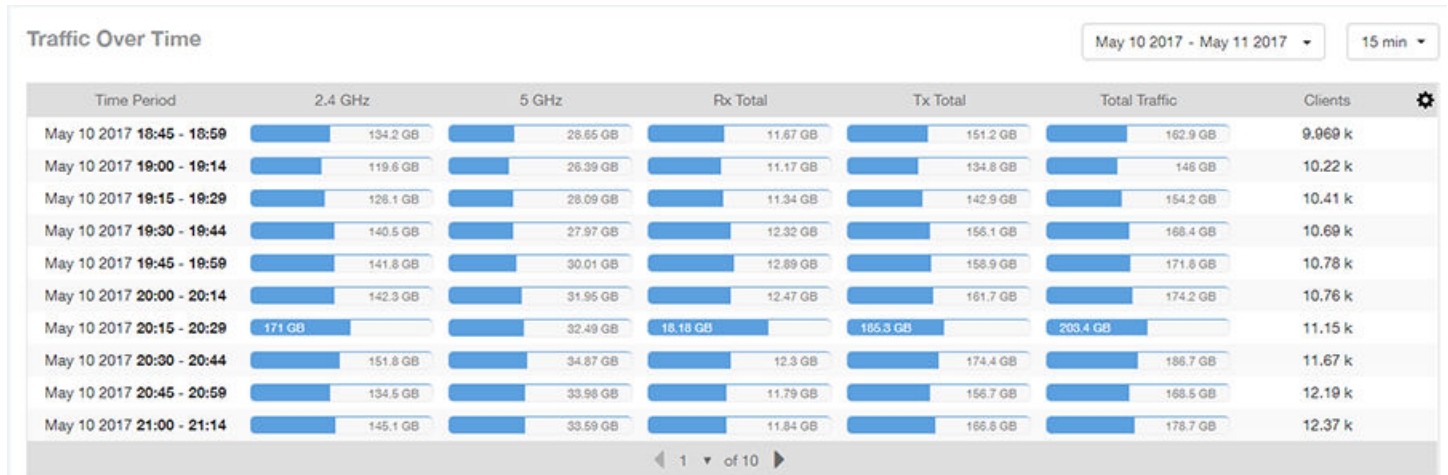 Traffic Over Time
May 10 2017 - May 11 2017 15 min
Time Period 2.4 GHz 5 GHz Rx Total Tx Total Total Traffic Clients
May 10 2017 18:45 - 18:59 134.2 GB 28.65 GB 11.67 GB 151.2 GB 162.9 GB 9.969 k
May 10 2017 19:00 - 19:14 119.6 GB 26.39 GB 11.17 GB 134.8 GB 146 GB 10.22 k
May 10 2017 19:15 - 19:29 126.1 GB 28.09 GB 11.34 GB 142.9 GB 154.2 GB 10.41 k
May 10 2017 19:30 - 19:44 140.5 GB 27.97 GB 12.32 GB 156.1 GB 168.4 GB 10.69 k
May 10 2017 19:45 - 19:59 141.8 GB 30.01 GB 12.89 GB 158.9 GB 171.8 GB 10.78 k
May 10 2017 20:00 - 20:14 142.3 GB 31.95 GB 12.47 GB 161.7 GB 174.2 GB 10.76 k
May 10 2017 20:15 - 20:29 171 GB 32.49 GB 18.18 GB 185.3 GB 203.4 GB 11.15 k
May 10 2017 20:30 - 20:44 151.8 GB 34.87 GB 12.3 GB 174.4 GB 186.7 GB 11.67 k
May 10 2017 20:45 - 20:59 134.5 GB 33.98 GB 11.79 GB 156.7 GB 168.5 GB 12.19 k
May 10 2017 21:00 - 21:14 145.1 GB 33.59 GB 11.84 GB 166.8 GB 178.7 GB 12.37 k
1 of 10